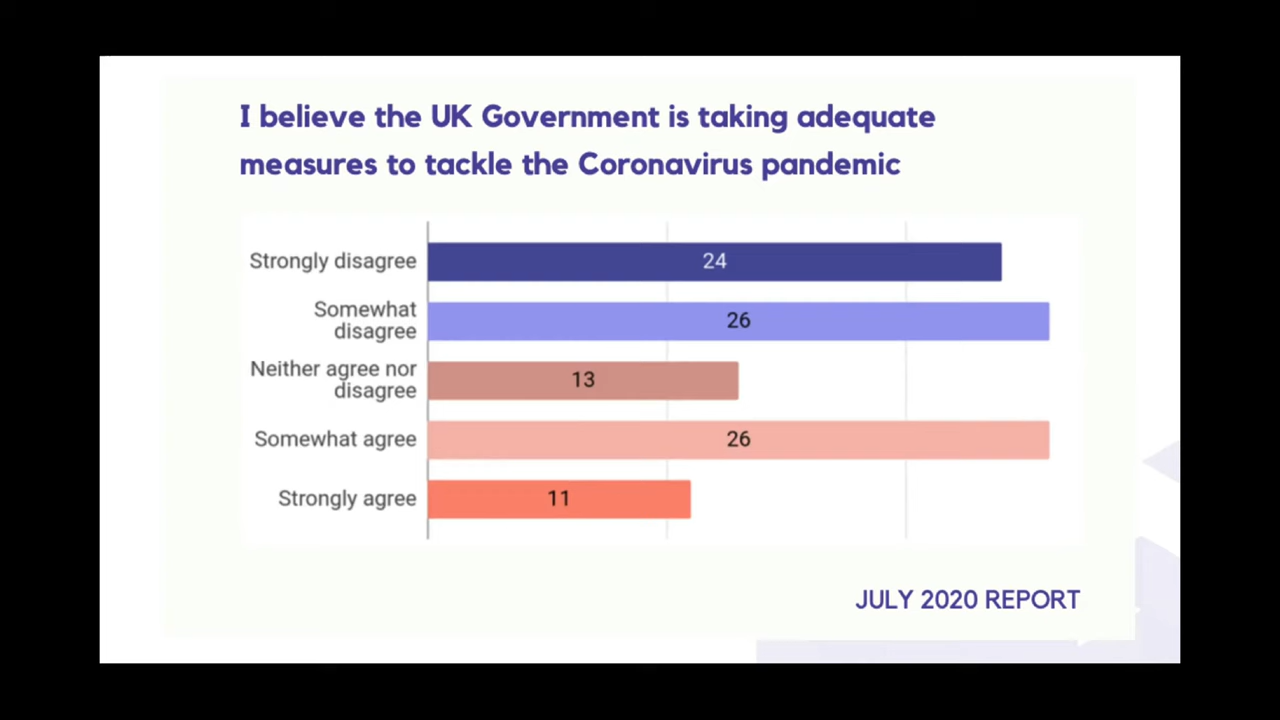 I believe the UK Government is taking adequate
measures to tackle the Coronavirus pandemic
Strongly disagree
24
Somewhat
disagree
26
Neither agree nor
disagree
13
Somewhat agree
26
Strongly agree
11
JULY 2020 REPORT